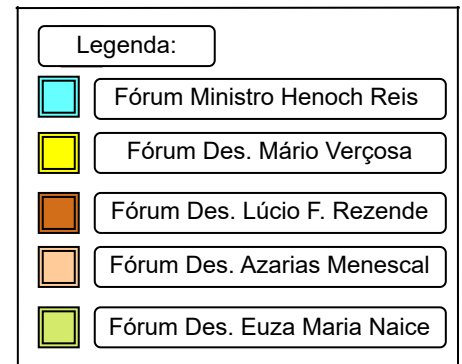 Legenda:
Fórum Ministro Henoch Reis
Fórum Des. Mário Verçosa
Fórum Des. Lúcio F. Rezende
Fórum Des. Azarias Menescal
Fórum Des. Euza Maria Naice